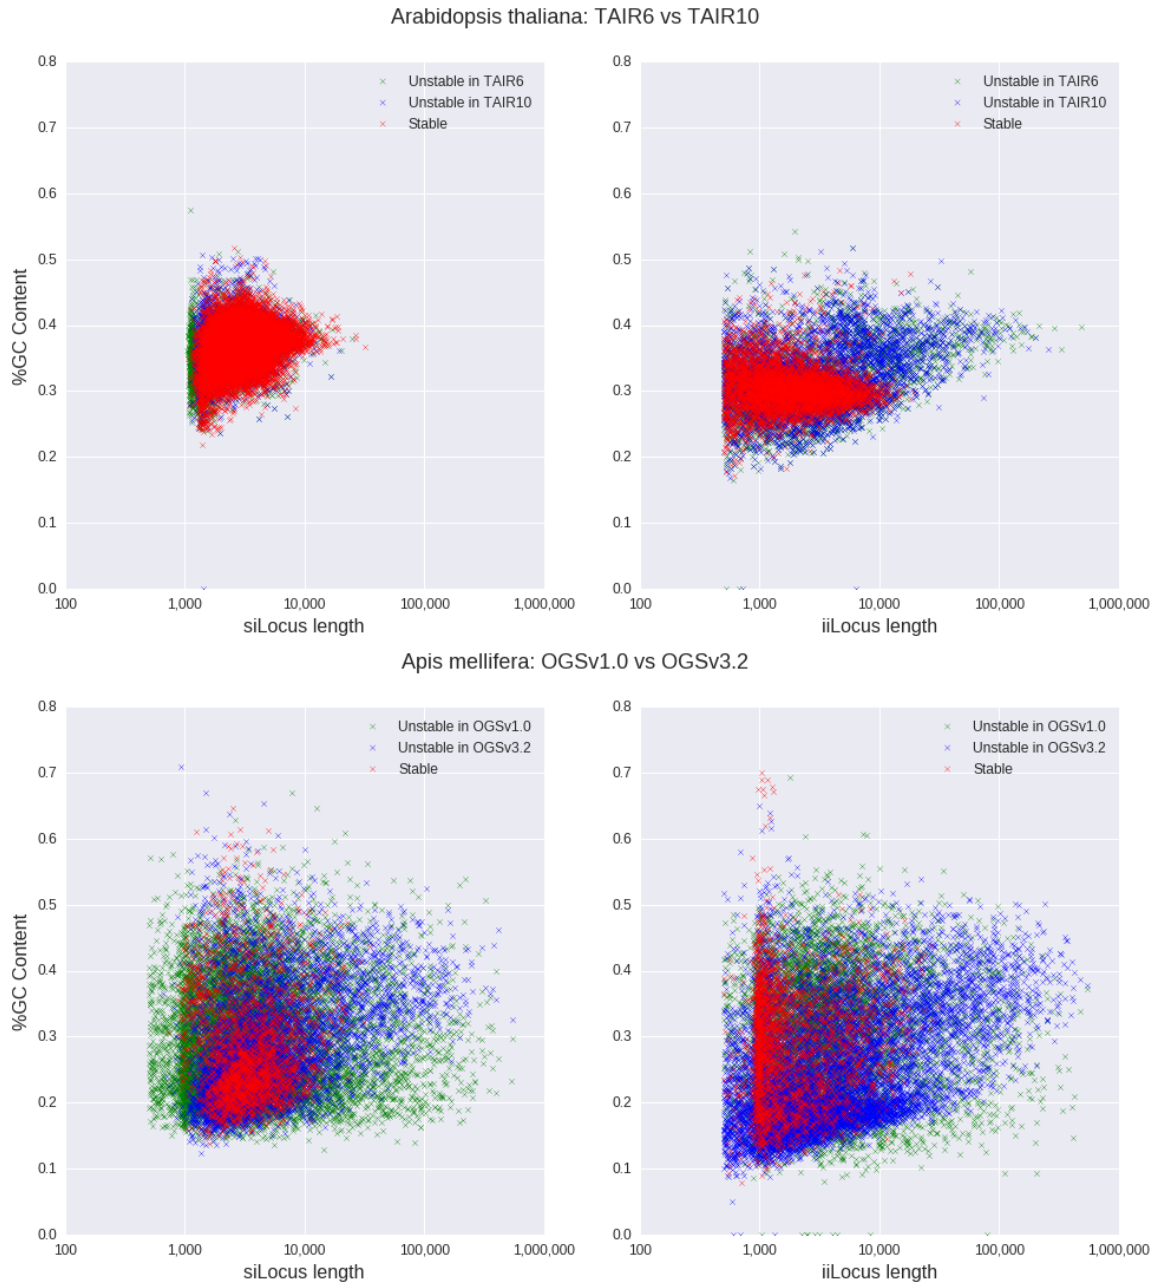 Arabidopsis thaliana: TAIR6 vs TAIR10
0.8
0.7
0.6
0.5
0.4
0.3
0.2
0.1
0.0
%GC Content
Unstable in TAIR6
Unstable in TAIR10
Stable
100
1,000
10,000
100,000
1,000,000
siLocus length
0.8
0.7
0.6
0.5
0.4
0.3
0.2
0.1
0.0
Unstable in TAIR6
Unstable in TAIR10
Stable
100
1,000
10,000
100,000
1,000,000
iiLocus length
Apis mellifera: OGSv1.0 vs OGSv3.2
0.8
0.7
0.6
0.5
0.4
0.3
0.2
0.1
0.0
%GC Content
Unstable in OGSv1.0
Unstable in OGSv3.2
Stable
100
1,000
10,000
100,000
1,000,000
siLocus length
0.8
0.7
0.6
0.5
0.4
0.3
0.2
0.1
0.0
Unstable in OGSv1.0
Unstable in OGSv3.2
Stable
100
1,000
10,000
100,000
1,000,000
iiLocus length